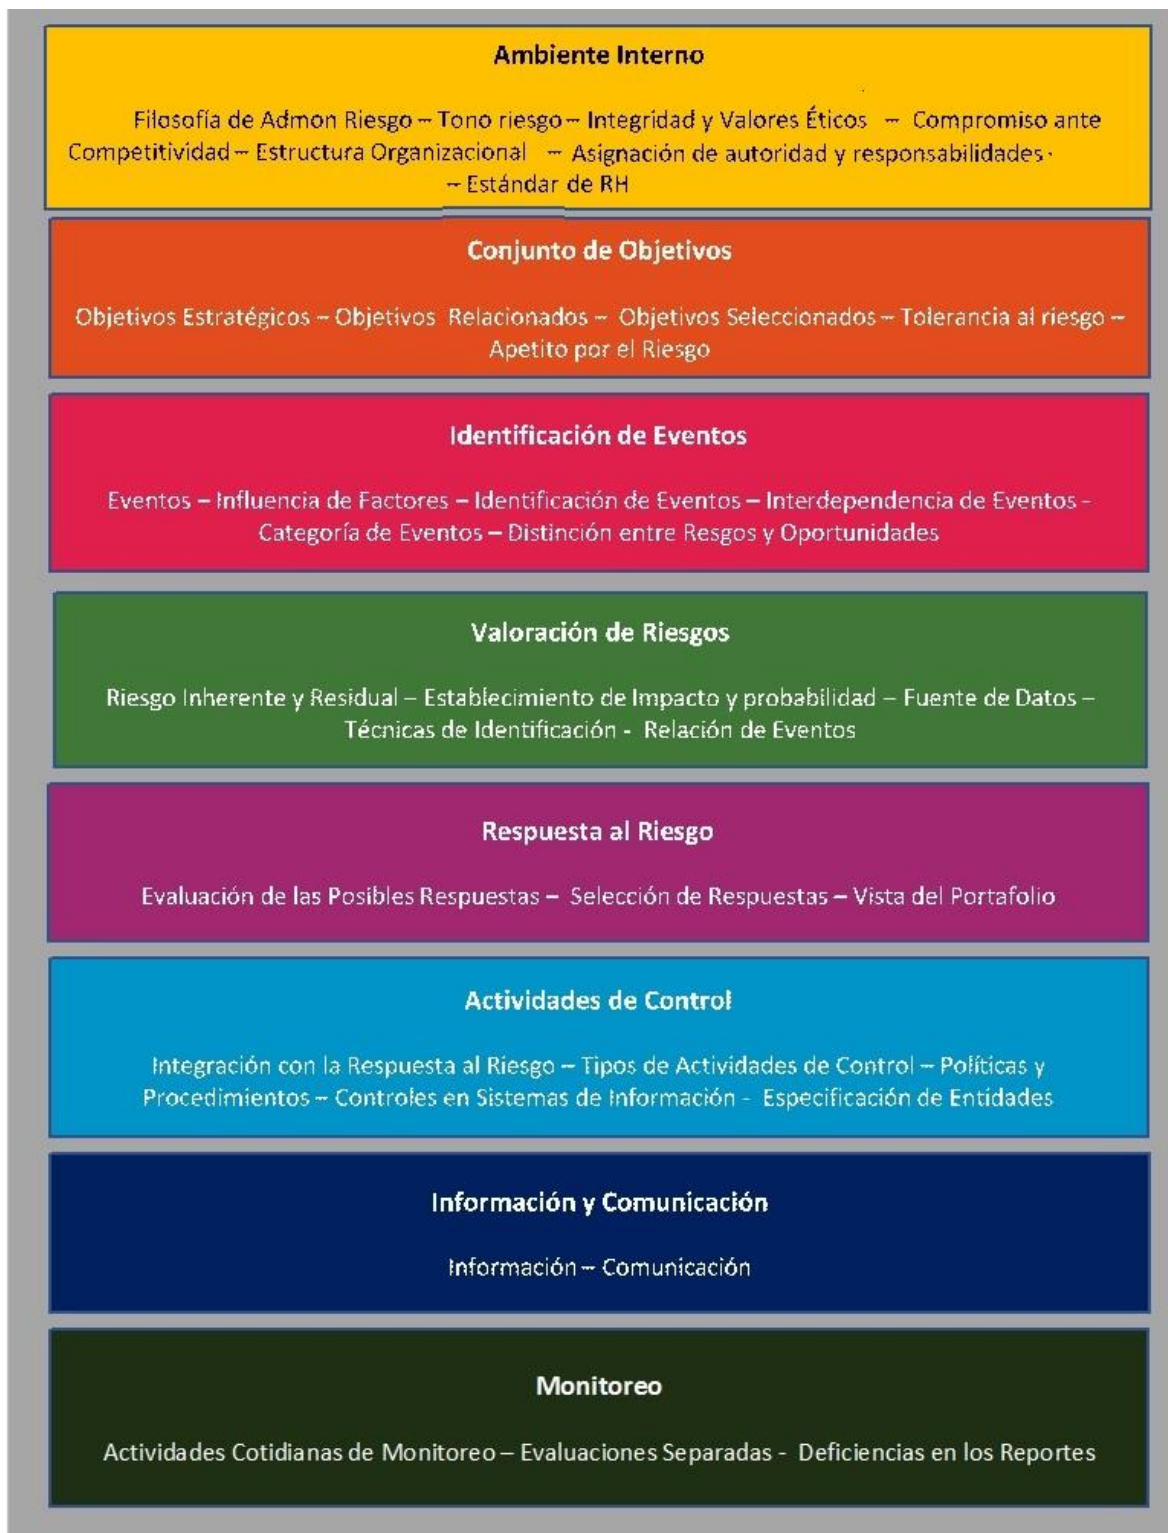 Ambiente Interno
Filosofía de Admon Riesgo – Tono riesgo – Integridad y Valores Éticos – Compromiso ante
Competitividad – Estructura Organizacional – Asignación de autoridad y responsabilidades
– Estándar de RH
Conjunto de Objetivos
Objetivos Estratégicos – Objetivos Relacionados – Objetivos Seleccionados – Tolerancia al riesgo –
Apetito por el Riesgo
Identificación de Eventos
Eventos – Influencia de Factores – Identificación de Eventos – Interdependencia de Eventos -
Categoría de Eventos – Distinción entre Resgos y Oportunidades
Valoración de Riesgos
Riesgo Inherente y Residual – Establecimiento de Impacto y probabilidad – Fuente de Datos –
Técnicas de Identificación - Relación de Eventos
Respuesta al Riesgo
Evaluación de las Posibles Respuestas – Selección de Respuestas – Vista del Portafolio
Actividades de Control
Integración con la Respuesta al Riesgo – Tipos de Actividades de Control – Políticas y
Procedimientos – Controles en Sistemas de Información - Especificación de Entidades
Información y Comunicación
Información – Comunicación
Monitoreo
Actividades Cotidianas de Monitoreo – Evaluaciones Separadas - Deficiencias en los Reportes